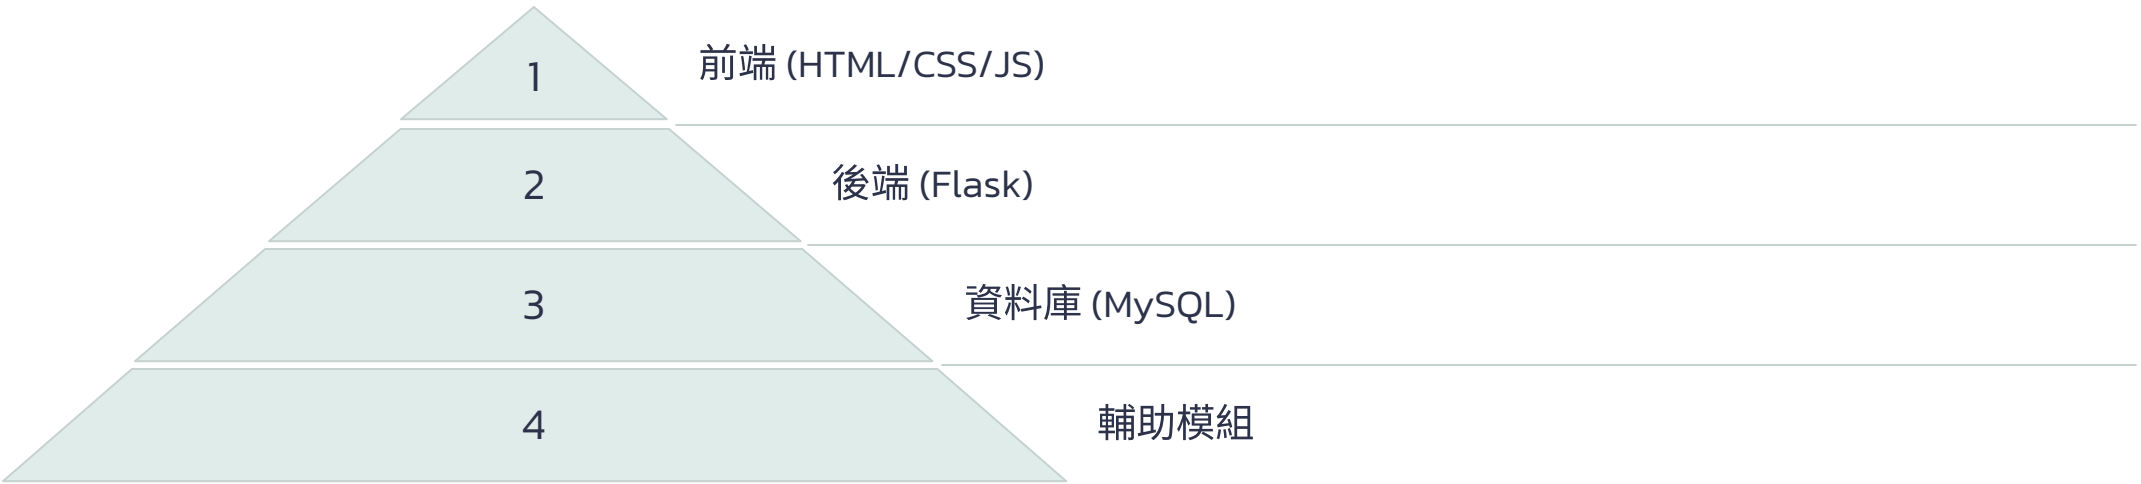 1
前端 (HTML/CSS/JS)
2
後端 (Flask)
3
資料庫 (MySQL)
4
輔助模組